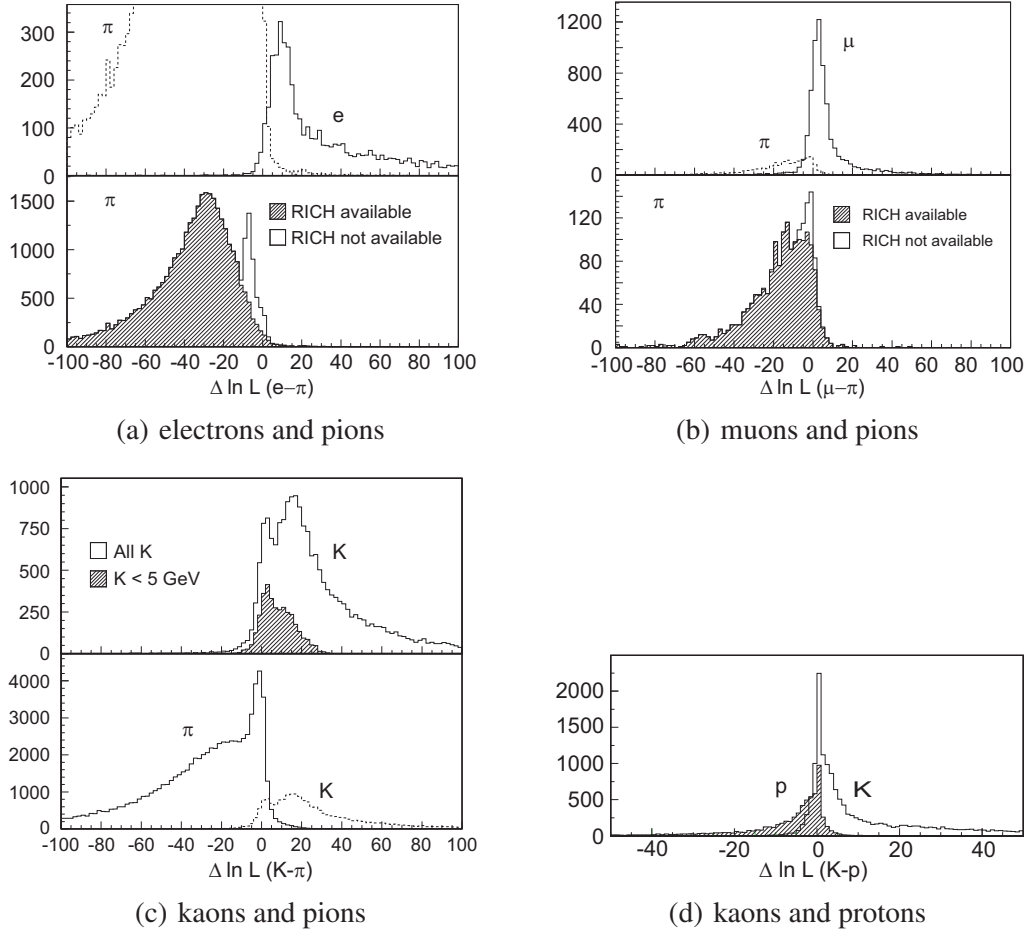 300
200
100
0
π
e
1500
1000
500
0
π
RICH available
RICH not available
-100 -80 -60 -40 -20 0 20 40 60 80 100
Δ ln L (e−π)
(a) electrons and pions
1200
800
400
0
μ
π
120
80
40
0
π
RICH available
RICH not available
-100 -80 -60 -40 -20 0 20 40 60 80 100
Δ ln L (μ−π)
(b) muons and pions
1000
750
500
250
0
All K
K < 5 GeV
K
4000
3000
2000
1000
0
π
K
-100 -80 -60 -40 -20 0 20 40 60 80 100
Δ ln L (K-π)
(c) kaons and pions
2000
1500
1000
500
0
p K
-40 -20 0 20 40
Δ ln L (K-p)
(d) kaons and protons